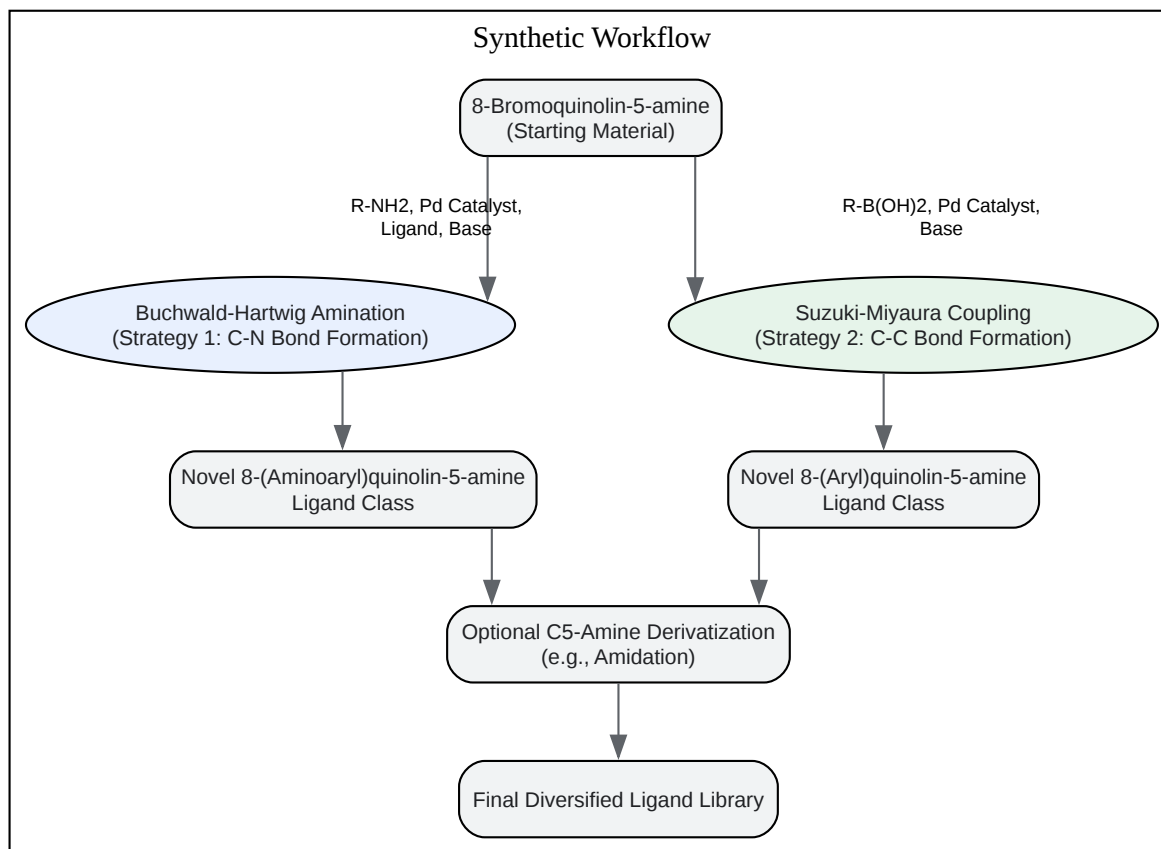 Synthetic Workflow
8-Bromoquinolin-5-amine
(Starting Material)
R-NH2, Pd Catalyst,
Ligand, Base
R-B(OH)2, Pd Catalyst,
Base
Buchwald-Hartwig Amination
(Strategy 1: C-N Bond Formation)
Suzuki-Miyaura Coupling
(Strategy 2: C-C Bond Formation)
Novel 8-(Aminoaryl)quinolin-5-amine
Ligand Class
Novel 8-(Aryl)quinolin-5-amine
Ligand Class
Optional C5-Amine Derivatization
(e.g., Amidation)
Final Diversified Ligand Library